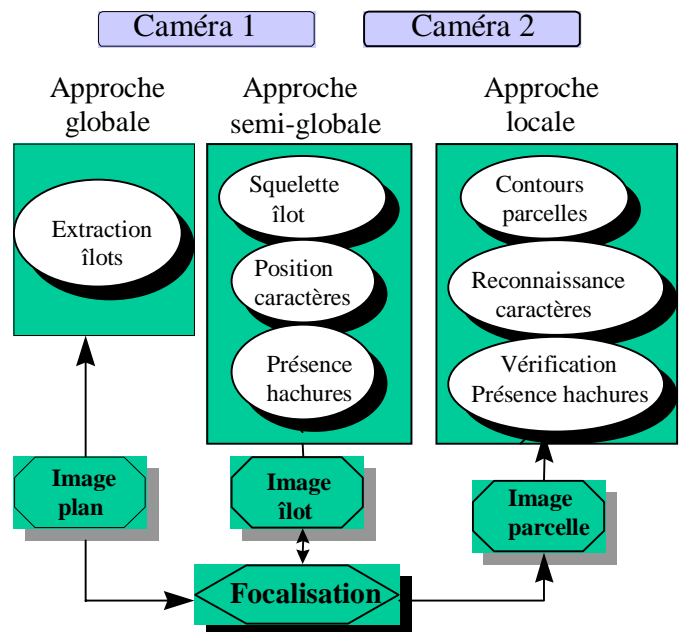 Caméra 1
Caméra 2
Approche
globale
Approche
semi-globale
Approche
locale
Extraction
îlots
Squelette
îlot
Position
caractères
Présence
hachures
Contours
parcelles
Reconnaissance
caractères
Vérification
Présence hachures
Image
plan
Image
îlot
Image
parcelle
Focalisation